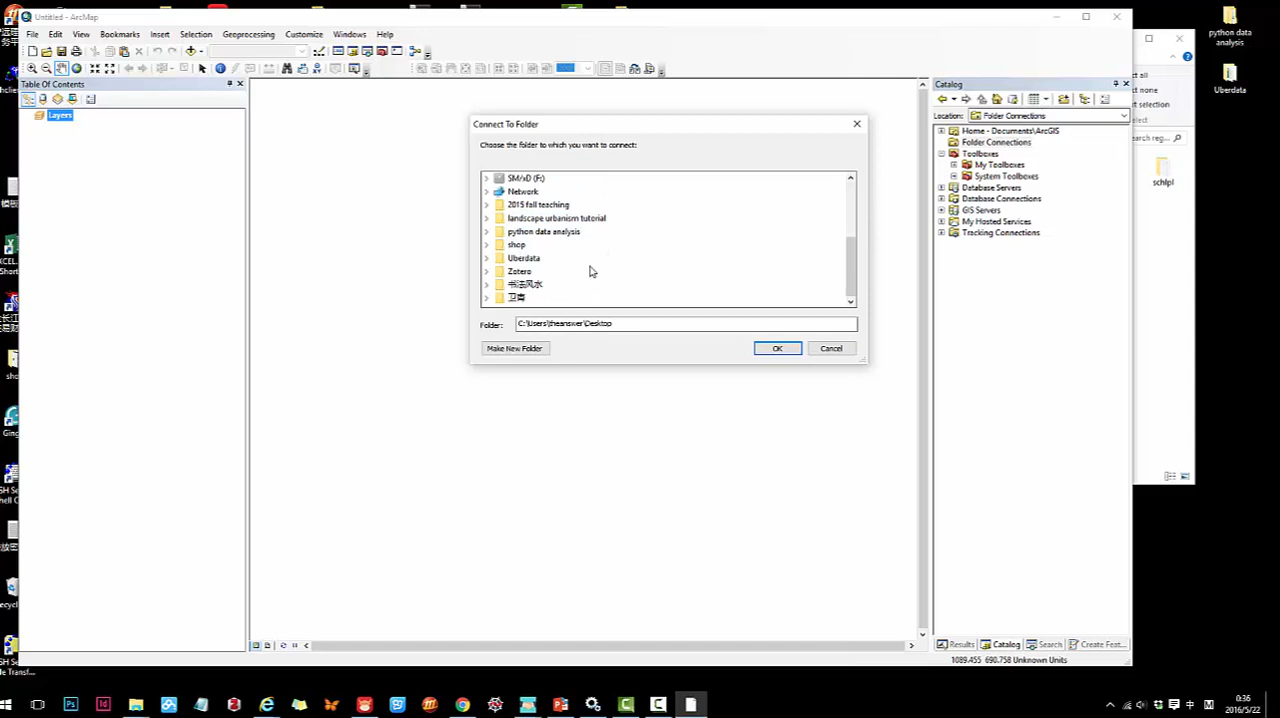 Untitled - ArcMap
File Edit View Bookmarks Insert Selection Geoprocessing Customize Windows Help
Table Of Contents
Layers
Connect To Folder
Choose the folder to which you want to connect:
SM/xD (F:)
Network
2015 fall teaching
landscape urbanism tutorial
python data analysis
shop
Uberdata
Zotero
书法风水
Folder: C:\Users\theanswer\Desktop
Make New Folder OK Cancel
Catalog
Location: Folder Connections
Home - Documents\ArcGIS
Folder Connections
Toolboxes
My Toolboxes
System Toolboxes
Database Servers
Database Connections
GIS Servers
My Hosted Services
Tracking Connections
Results Catalog Search Create Feat...
1089.455 690.758 Unknown Units
schlpl
python data
analysis
Uberdata
中
0:36
2016/5/22